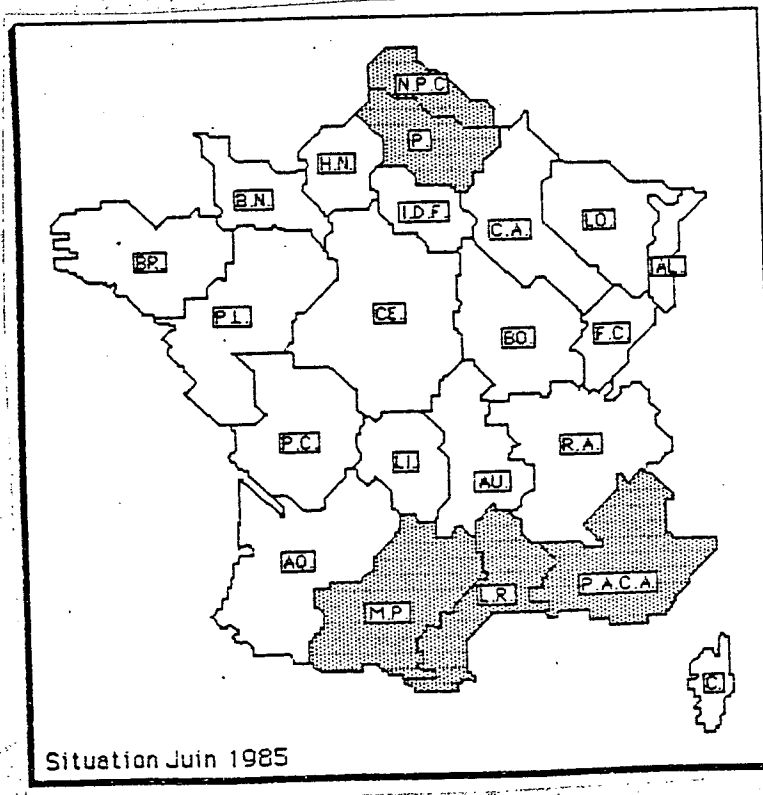 N.P.C
P.
H.N.
B.N.
I.D.F.
C.A.
LO.
BR.
AL.
P.L.
CE.
BO.
F.C.
P.C.
LI.
R.A.
AU.
AQ.
P.A.C.A.
L.R.
M.P.
C.
Situation Juin 1985